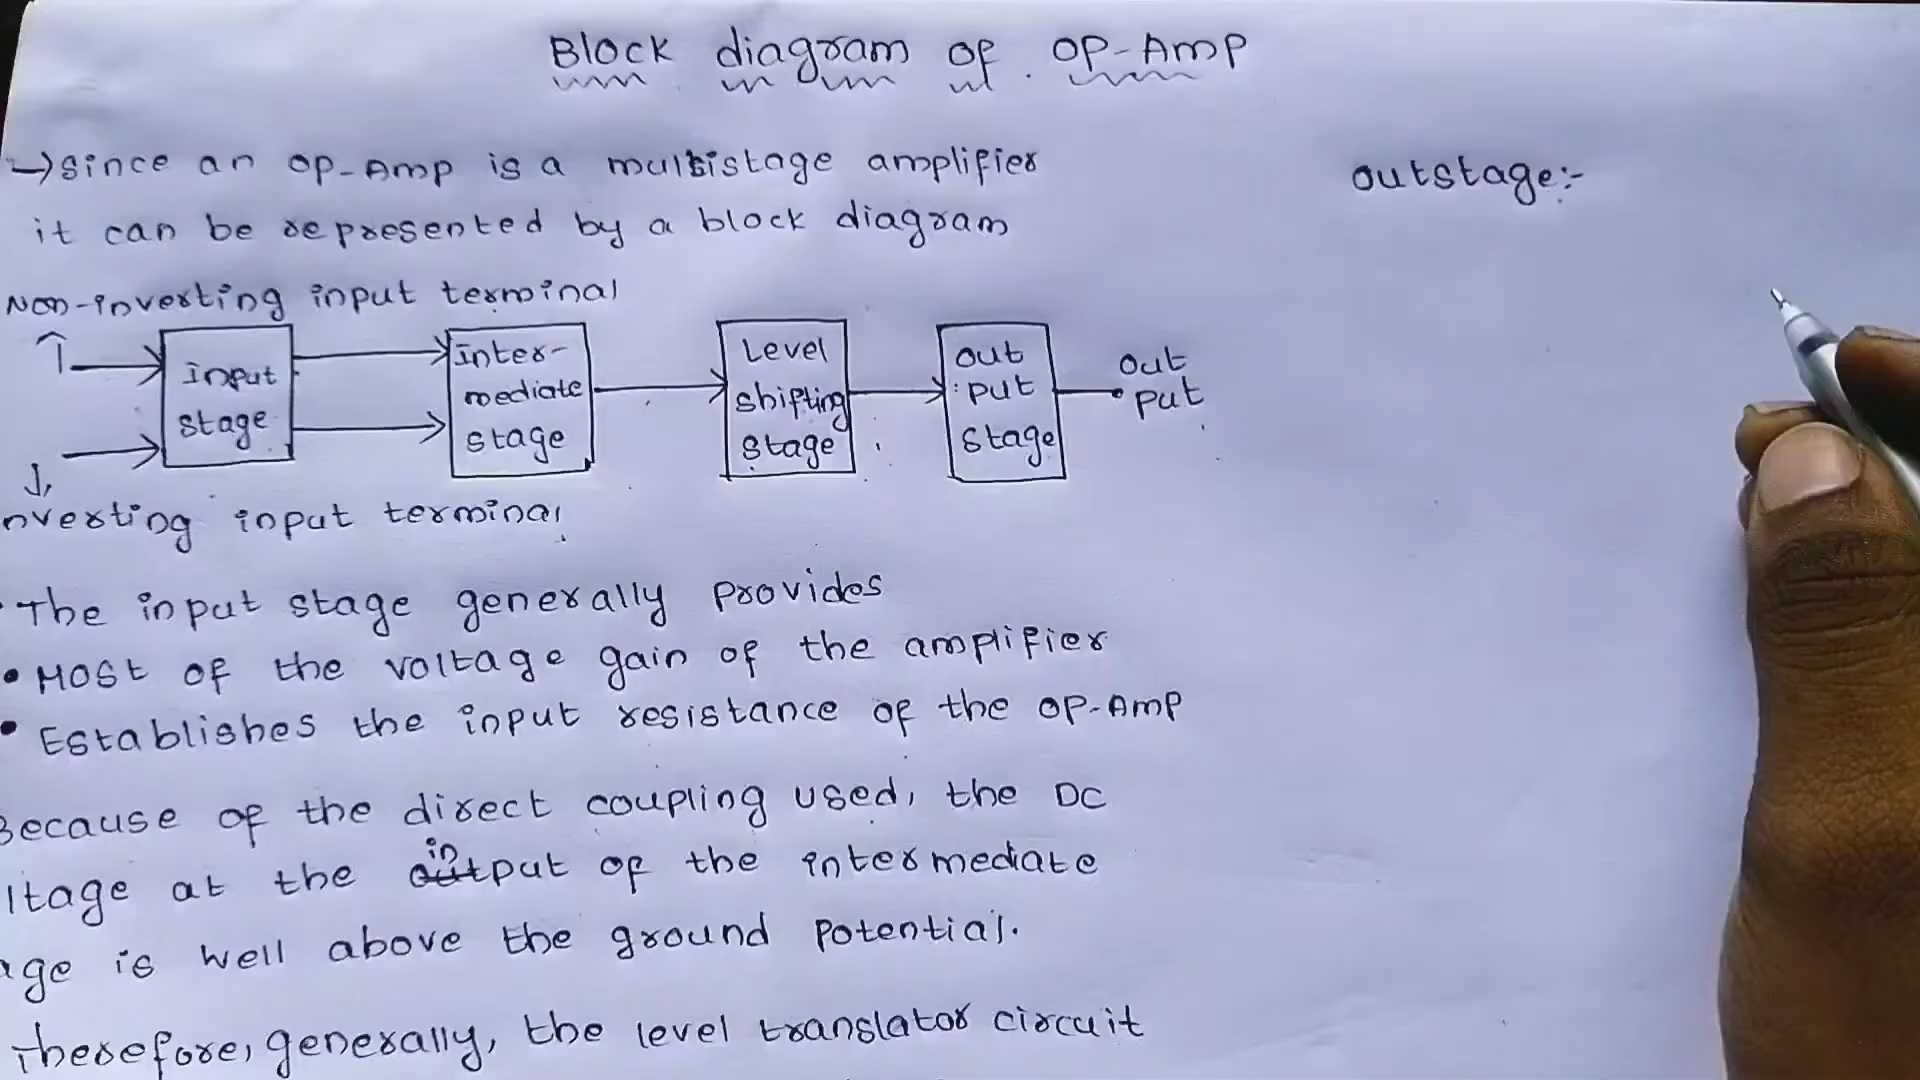 Block diagram of OP-Amp
→since an op-Amp is a multistage amplifier
it can be represented by a block diagram
Non-inverting input terminal
Input
stage
Inter-
mediate
stage
Level
shifting
stage
out
put
stage
out
put
nverting input terminal
The input stage generally provides
• Most of the voltage gain of the amplifier
• Establishes the input resistance of the OP-Amp
Because of the direct coupling used, the DC
ltage at the input of the intermediate
age is well above the ground potential.
Therefore, generally, the level translator circuit
outstage:-